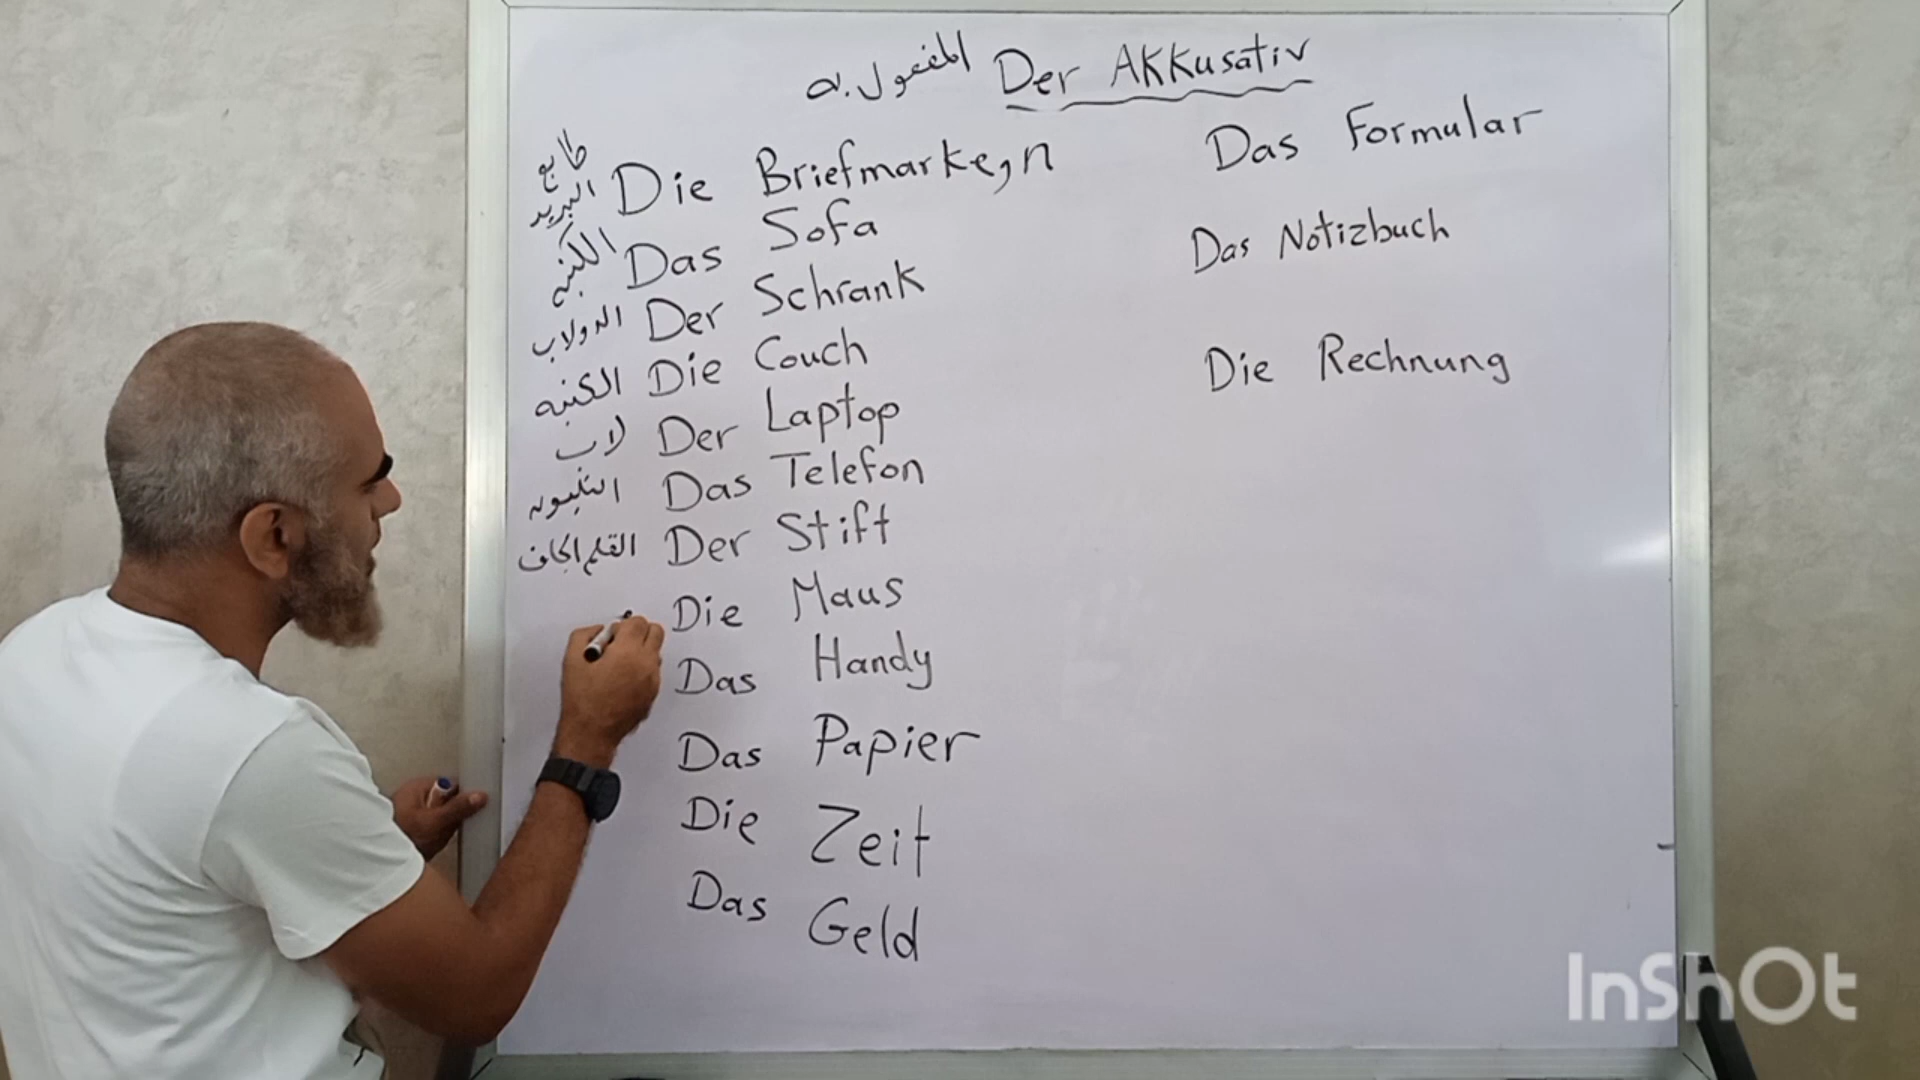 المفعول به Der Akkusativ
طابع البريد Die Briefmarke,n
الكنبه Das Sofa
الدولاب Der Schrank
الكنبه Die Couch
لاب Der Laptop
التليفون Das Telefon
القلم الجاف Der Stift
Die Maus
Das Handy
Das Papier
Die Zeit
Das Geld
Das Formular
Das Notizbuch
Die Rechnung
InShOt